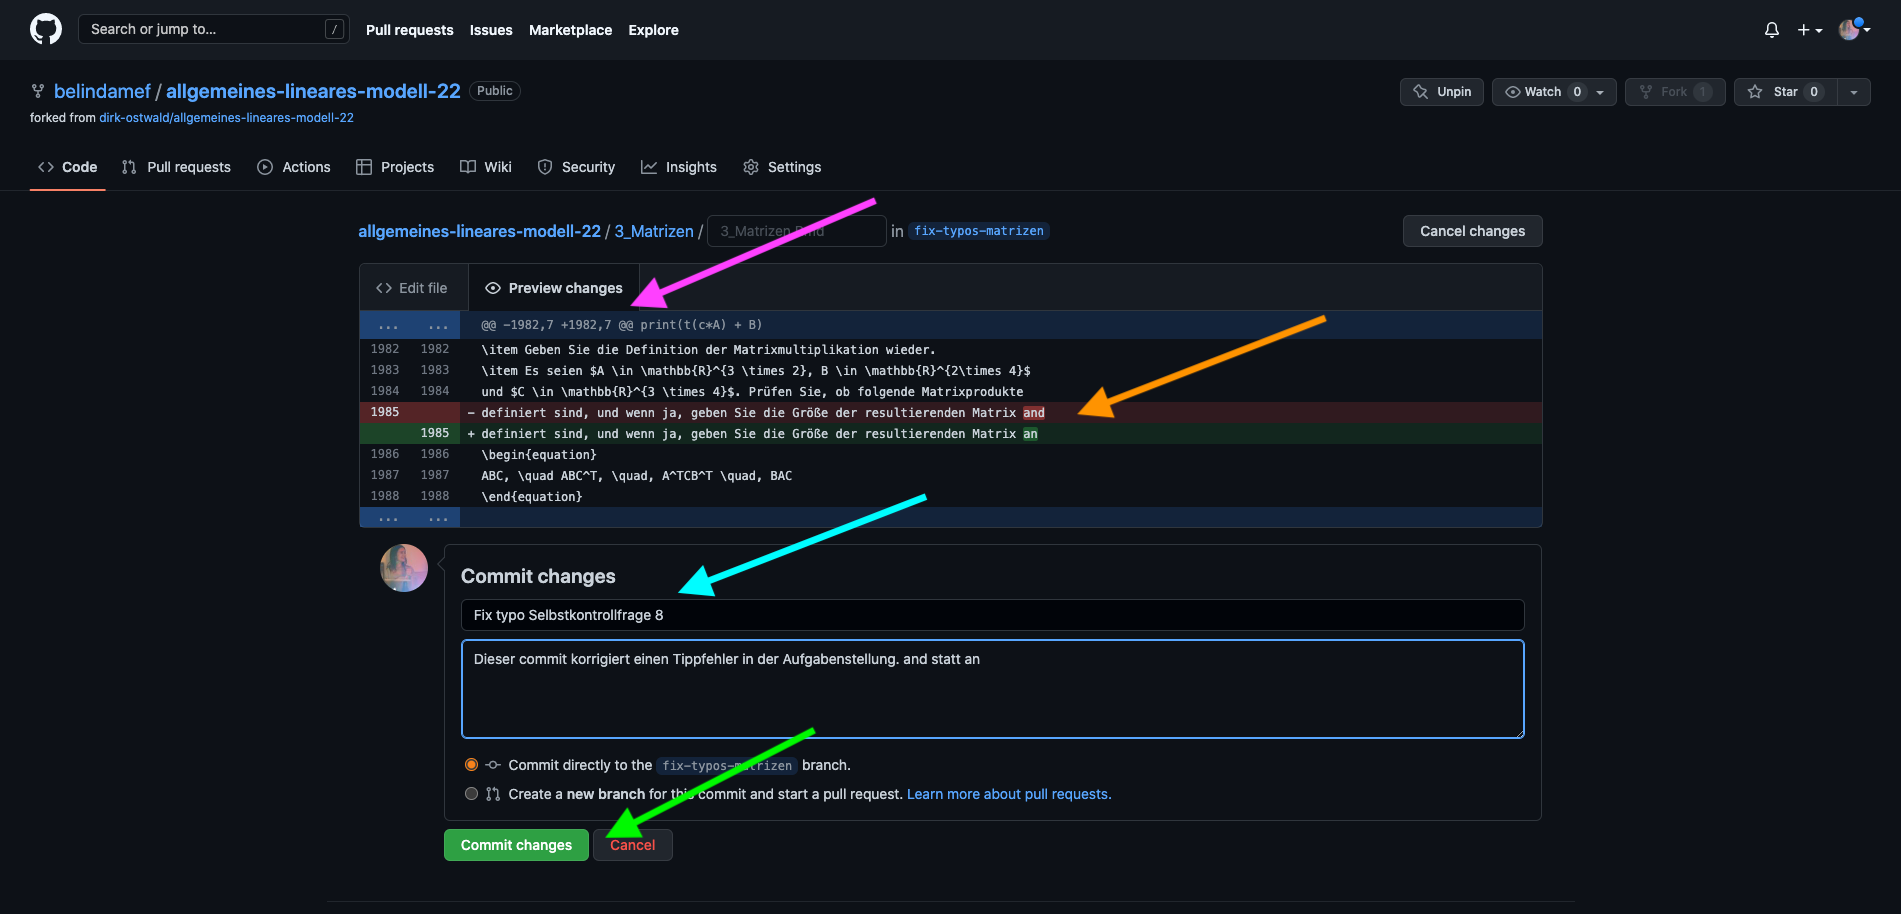 Search or jump to... /
Pull requests Issues Marketplace Explore
belindamef / allgemeines-lineares-modell-22 Public
Unpin Watch 0 Fork 1 Star 0
forked from dirk-ostwald/allgemeines-lineares-modell-22
Code Pull requests Actions Projects Wiki Security Insights Settings
allgemeines-lineares-modell-22 / 3_Matrizen / in fix-typos-matrizen Cancel changes
Edit file Preview changes
... ... @@ -1982,7 +1982,7 @@ print(t(c*A) + B)
1982 1982 \item Geben Sie die Definition der Matrixmultiplikation wieder.
1983 1983 \item Es seien $A \in \mathbb{R}^{3 \times 2}, B \in \mathbb{R}^{2\times 4}$
1984 1984 und $C \in \mathbb{R}^{3 \times 4}$. Prüfen Sie, ob folgende Matrixprodukte
1985 - definiert sind, und wenn ja, geben Sie die Größe der resultierenden Matrix and
1985 + definiert sind, und wenn ja, geben Sie die Größe der resultierenden Matrix an
1986 1986 \begin{equation}
1987 1987 ABC, \quad ABC^T, \quad, A^TCB^T \quad, BAC
1988 1988 \end{equation}
... ...
Commit changes
Fix typo Selbstkontrollfrage 8
Dieser commit korrigiert einen Tippfehler in der Aufgabenstellung. and statt an
Commit directly to the fix-typos-matrizen branch.
Create a new branch for this commit and start a pull request. Learn more about pull requests.
Commit changes Cancel